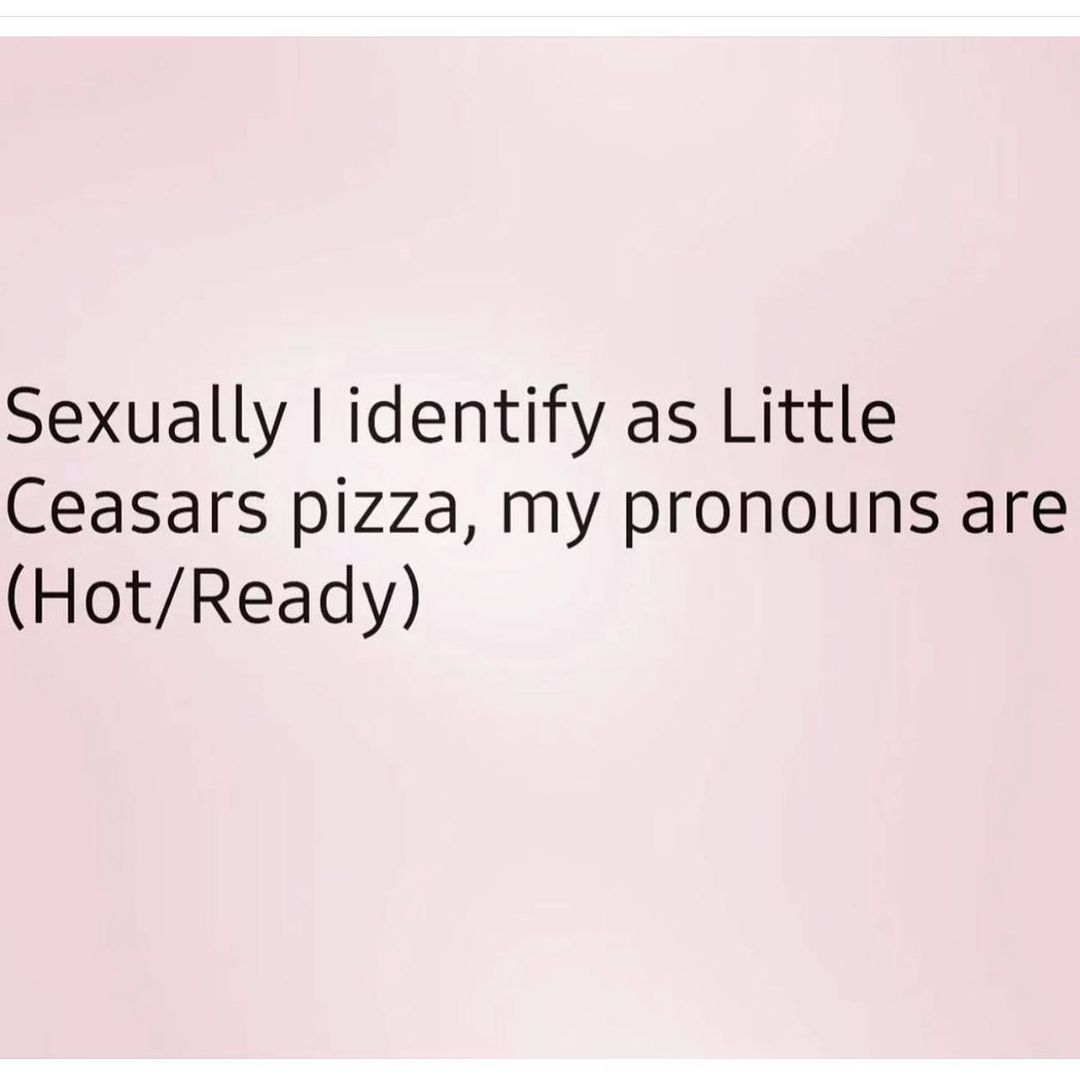 Sexually I identify as Little
Ceasars pizza, my pronouns are
(Hot/Ready)